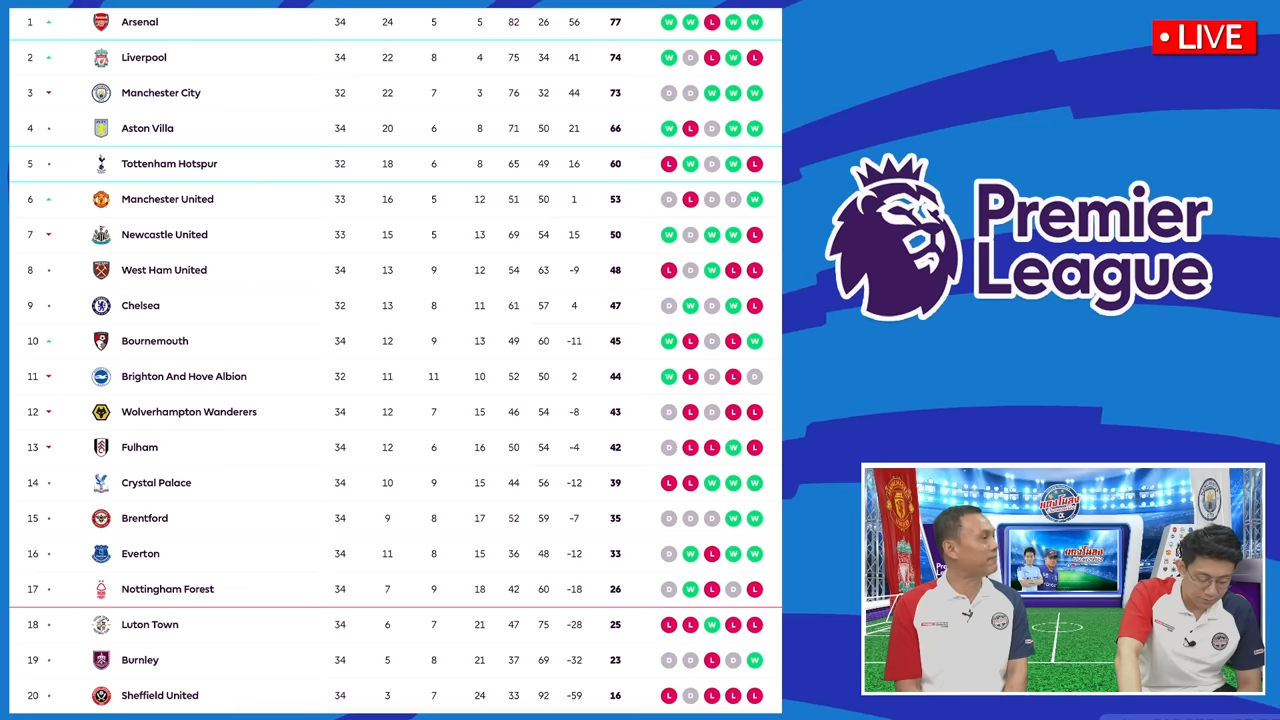 1 Arsenal 34 24 5 5 82 26 56 77 W W L W W
2 Liverpool 34 22 8 4 75 34 41 74 W D L W L
3 Manchester City 32 22 7 3 76 32 44 73 D D W W W
4 Aston Villa 34 20 6 8 71 50 21 66 W L D W W
5 Tottenham Hotspur 32 18 6 8 65 49 16 60 L W D W L
6 Manchester United 33 16 5 12 51 50 1 53 D L D D W
7 Newcastle United 33 15 5 13 69 54 15 50 W D W W L
8 West Ham United 34 13 9 12 54 63 -9 48 L D W L L
9 Chelsea 32 13 8 11 61 57 4 47 D W D W L
10 Bournemouth 34 12 9 13 49 60 -11 45 W L D L W
11 Brighton And Hove Albion 32 11 11 10 52 50 2 44 W L D L D
12 Wolverhampton Wanderers 34 12 7 15 46 54 -8 43 D L D L L
13 Fulham 34 12 6 16 50 54 -4 42 D L L W L
14 Crystal Palace 34 10 9 15 44 56 -12 39 L L W W W
15 Brentford 34 9 8 17 52 59 -7 35 D D D W W
16 Everton 34 11 8 15 36 48 -12 33 D W L W W
17 Nottingham Forest 34 7 9 18 42 60 -18 26 D W L D L
18 Luton Town 34 6 7 21 47 75 -28 25 L L W L L
19 Burnley 34 5 8 21 37 69 -32 23 D D L D W
20 Sheffield United 34 3 7 24 33 92 -59 16 L D L L L
LIVE
Premier
League